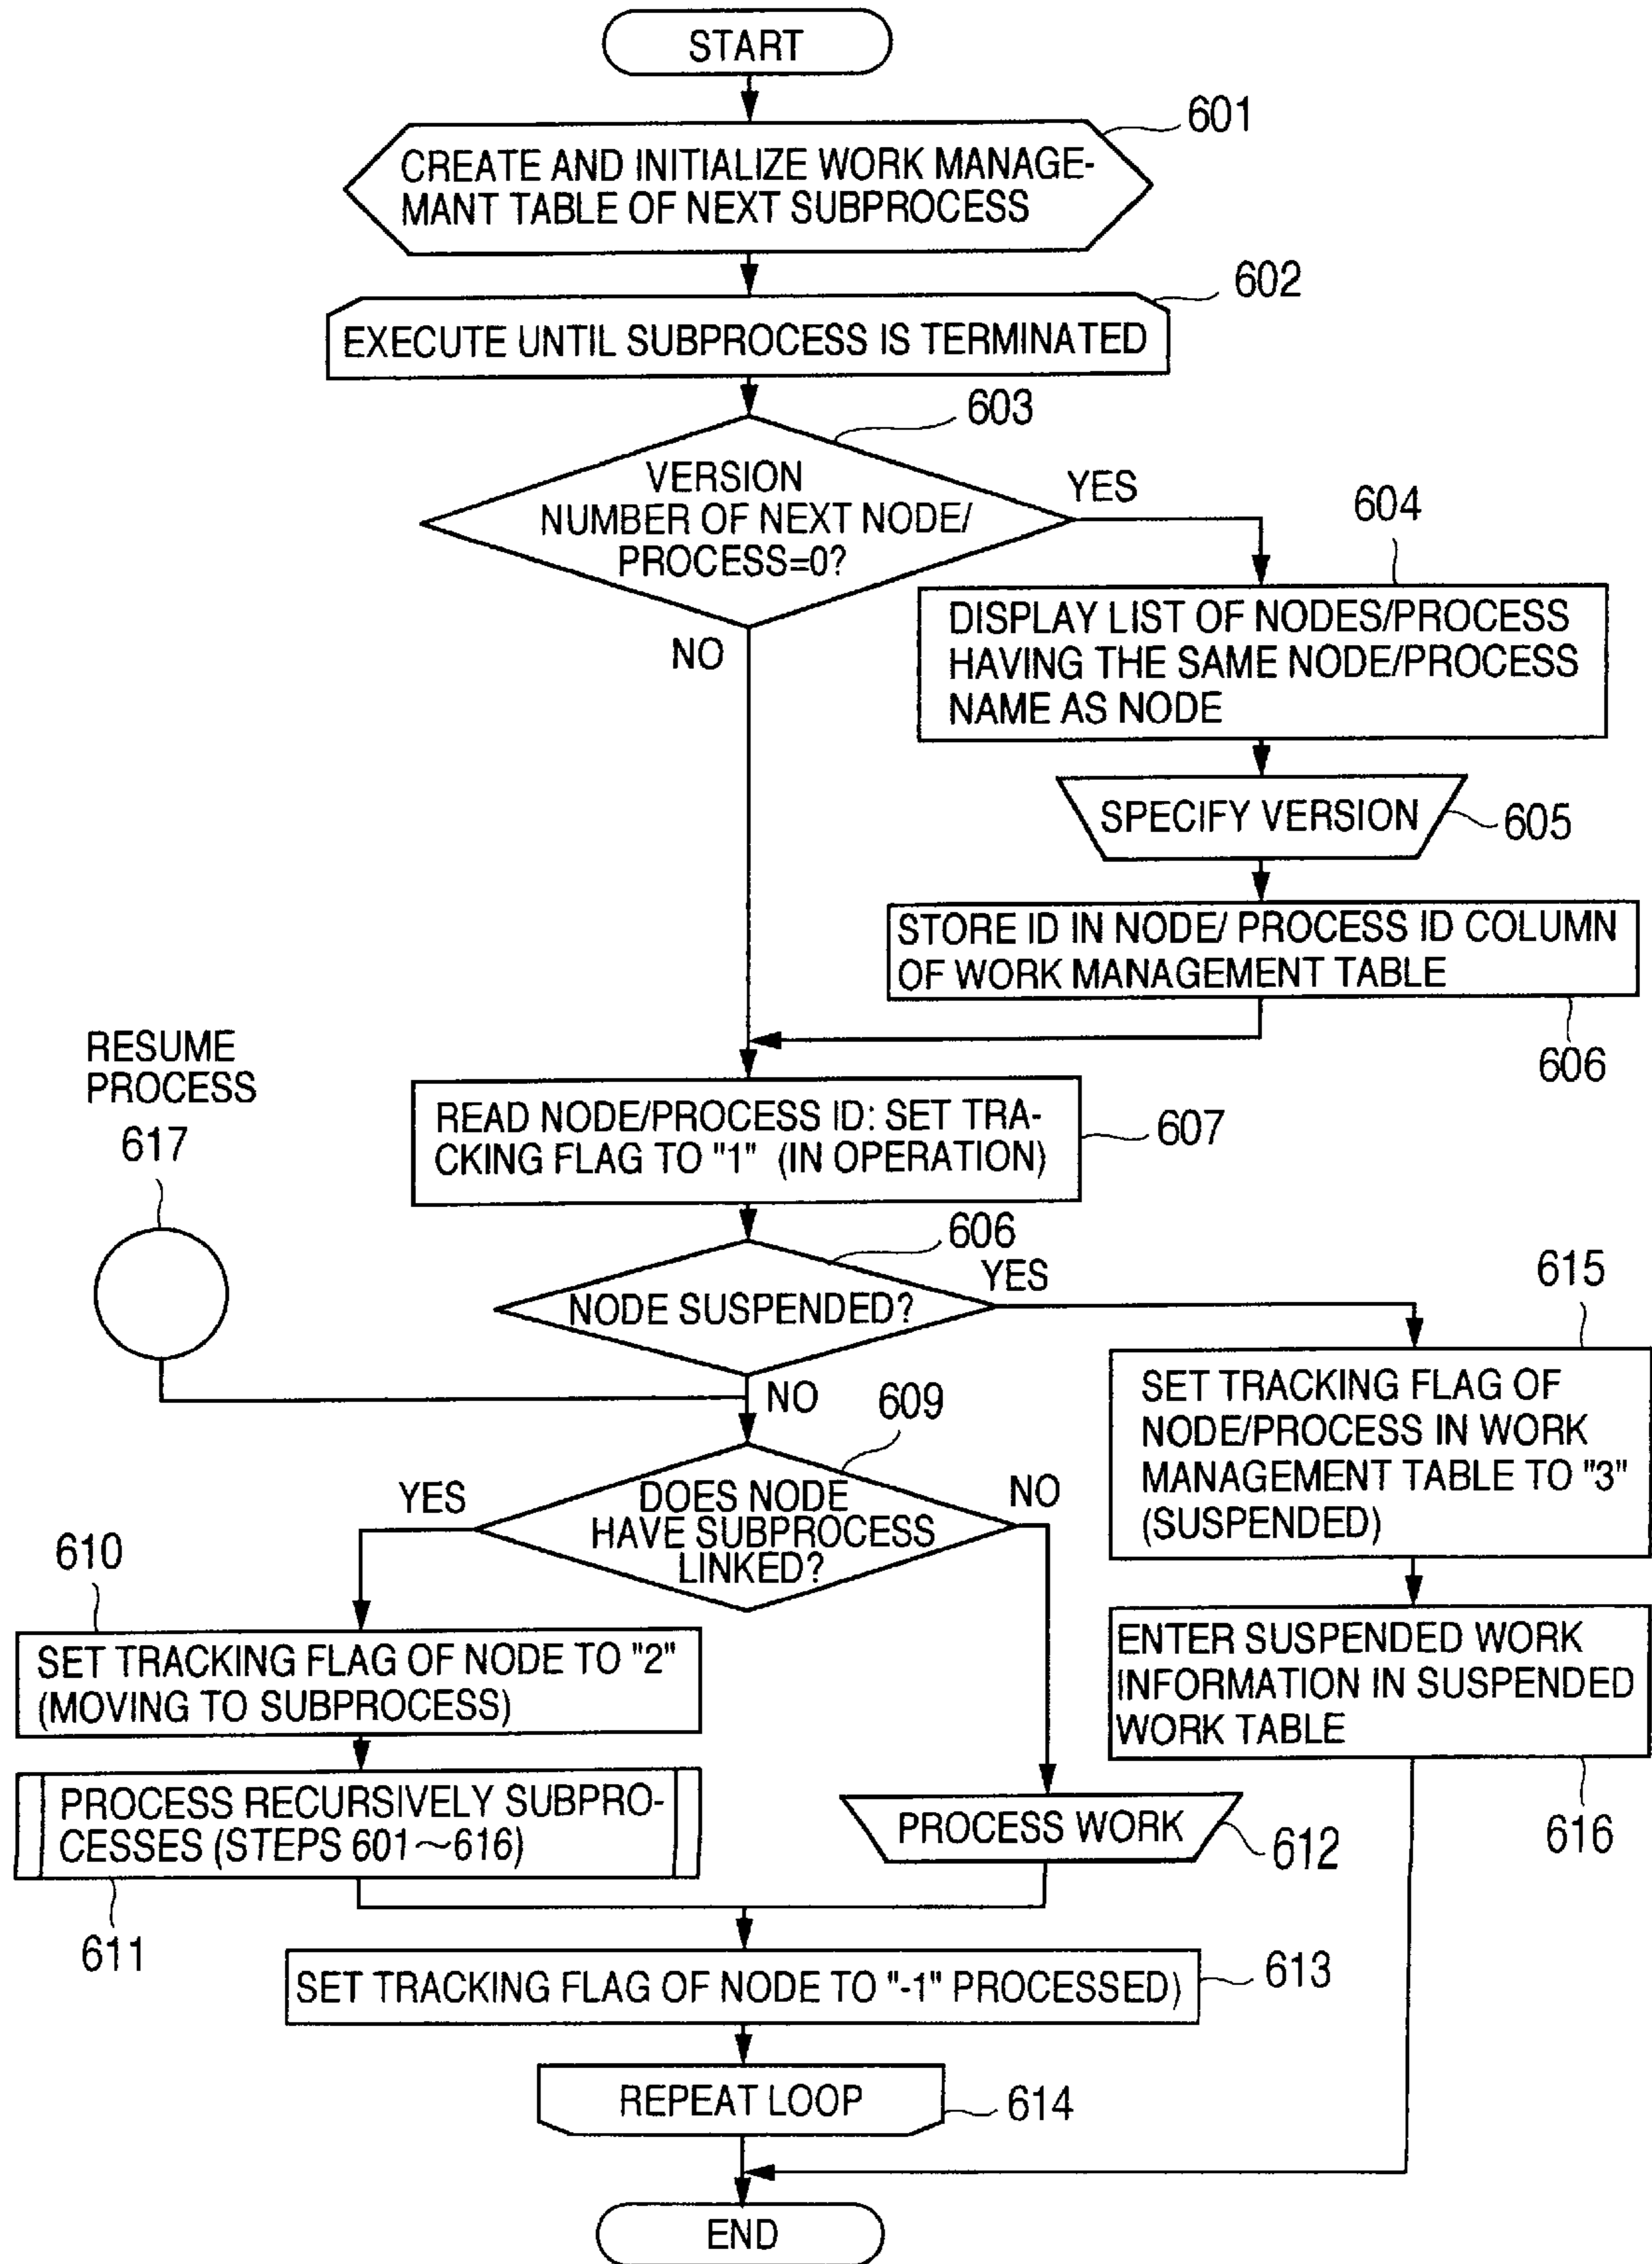 START
601
CREATE AND INITIALIZE WORK MANAGE-
MANT TABLE OF NEXT SUBPROCESS
602
EXECUTE UNTIL SUBPROCESS IS TERMINATED
603
VERSION
NUMBER OF NEXT NODE/
PROCESS=0?
YES
NO
604
DISPLAY LIST OF NODES/PROCESS
HAVING THE SAME NODE/PROCESS
NAME AS NODE
SPECIFY VERSION
605
STORE ID IN NODE/ PROCESS ID COLUMN
OF WORK MANAGEMENT TABLE
606
RESUME
PROCESS
617
READ NODE/PROCESS ID: SET TRA-
CKING FLAG TO "1" (IN OPERATION)
607
606
NODE SUSPENDED?
YES
NO
615
SET TRACKING FLAG OF
NODE/PROCESS IN WORK
MANAGEMENT TABLE TO "3"
(SUSPENDED)
609
DOES NODE
HAVE SUBPROCESS
LINKED?
YES
NO
610
SET TRACKING FLAG OF NODE TO "2"
(MOVING TO SUBPROCESS)
ENTER SUSPENDED WORK
INFORMATION IN SUSPENDED
WORK TABLE
616
PROCESS RECURSIVELY SUBPRO-
CESSES (STEPS 601~616)
611
PROCESS WORK
612
SET TRACKING FLAG OF NODE TO "-1" PROCESSED)
613
REPEAT LOOP
614
END